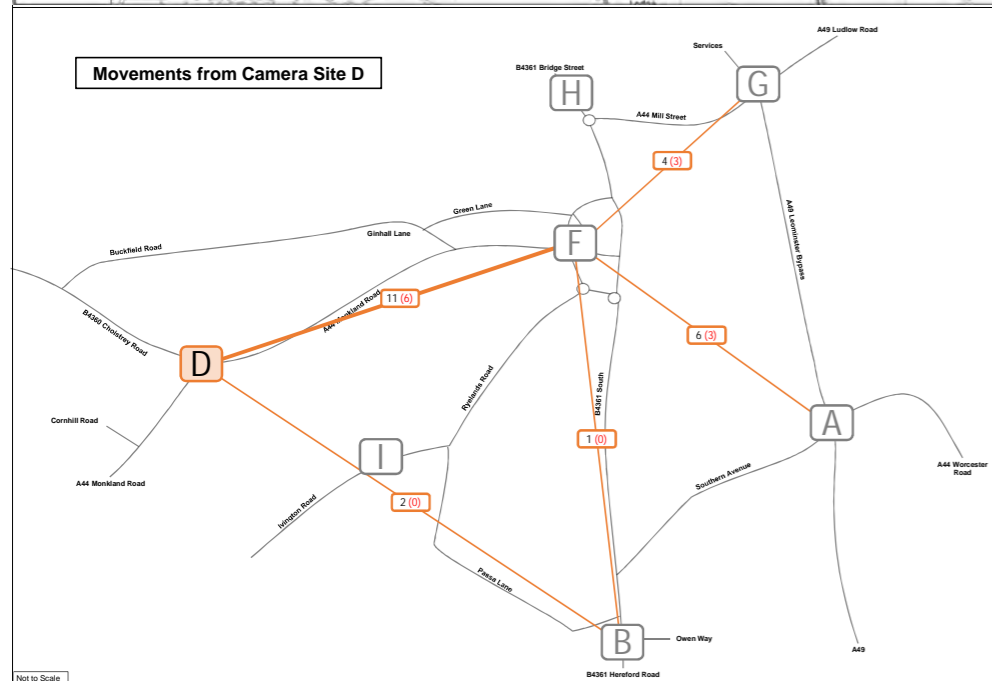 Movements from Camera Site D
A49 Ludlow Road
Services
B4361 Bridge Street
G
H
A44 Mill Street
4 (3)
A49 Leominster Bypass
Green Lane
Ginhall Lane
F
Buckfield Road
11 (6)
A44 Monkland Road
B4360 Cholstrey Road
6 (3)
D
Ryelands Road
B4361 South
Cornhill Road
A
1 (0)
I
A44 Monkland Road
A44 Worcester
Road
Southern Avenue
2 (0)
Ivington Road
Passa Lane
B
Owen Way
A49
B4361 Hereford Road
Not to Scale